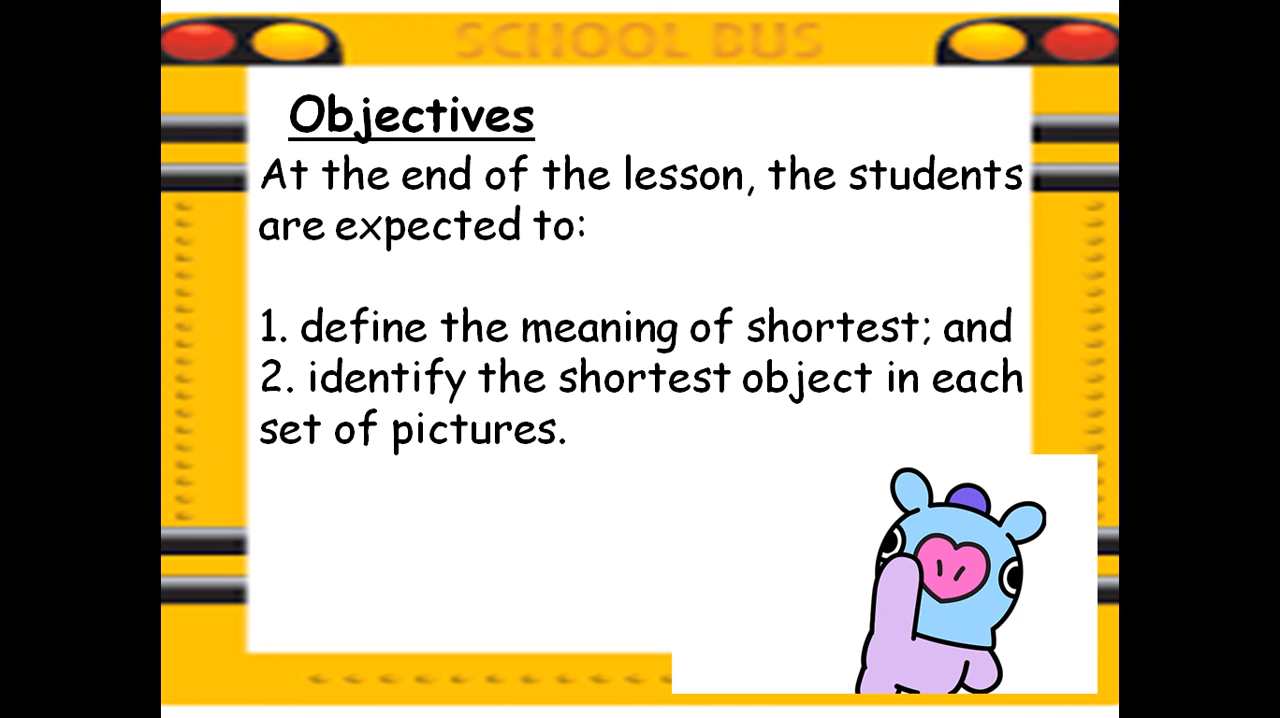 SCHOOL BUS
Objectives
At the end of the lesson, the students
are expected to:
1. define the meaning of shortest; and
2. identify the shortest object in each
set of pictures.